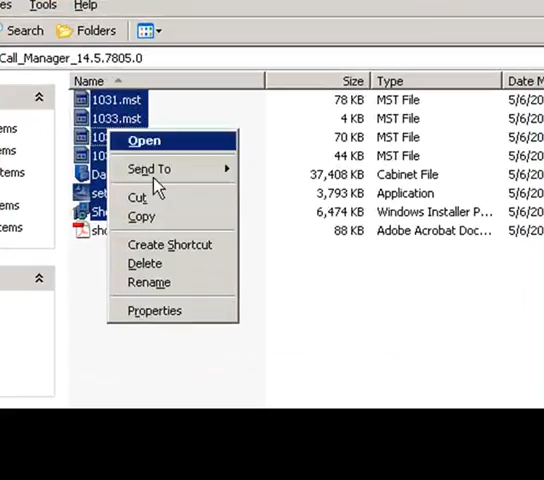 Tools Help
Search Folders
Call_Manager_14.5.7805.0
Name Size Type Date M
1031.mst 78 KB MST File 5/6/20
1033.mst 4 KB MST File 5/6/20
70 KB MST File 5/6/20
44 KB MST File 5/6/20
37,408 KB Cabinet File 5/6/20
3,793 KB Application 5/6/20
6,474 KB Windows Installer P... 5/6/20
88 KB Adobe Acrobat Doc... 5/6/20
Open
Send To
Cut
Copy
Create Shortcut
Delete
Rename
Properties